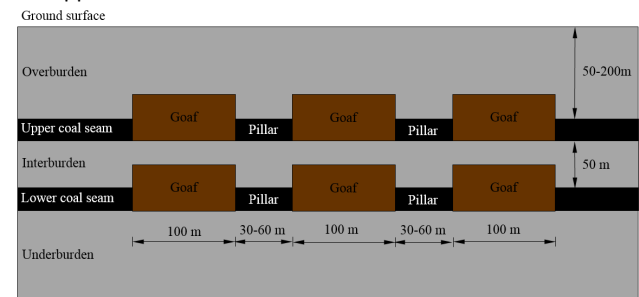 Ground surface
Overburden
50-200m
Goaf Goaf Goaf
Upper coal seam Pillar Pillar
Interburden
50 m
Goaf Goaf Goaf
Lower coal seam Pillar Pillar
100 m 30-60 m 100 m 30-60 m 100 m
Underburden